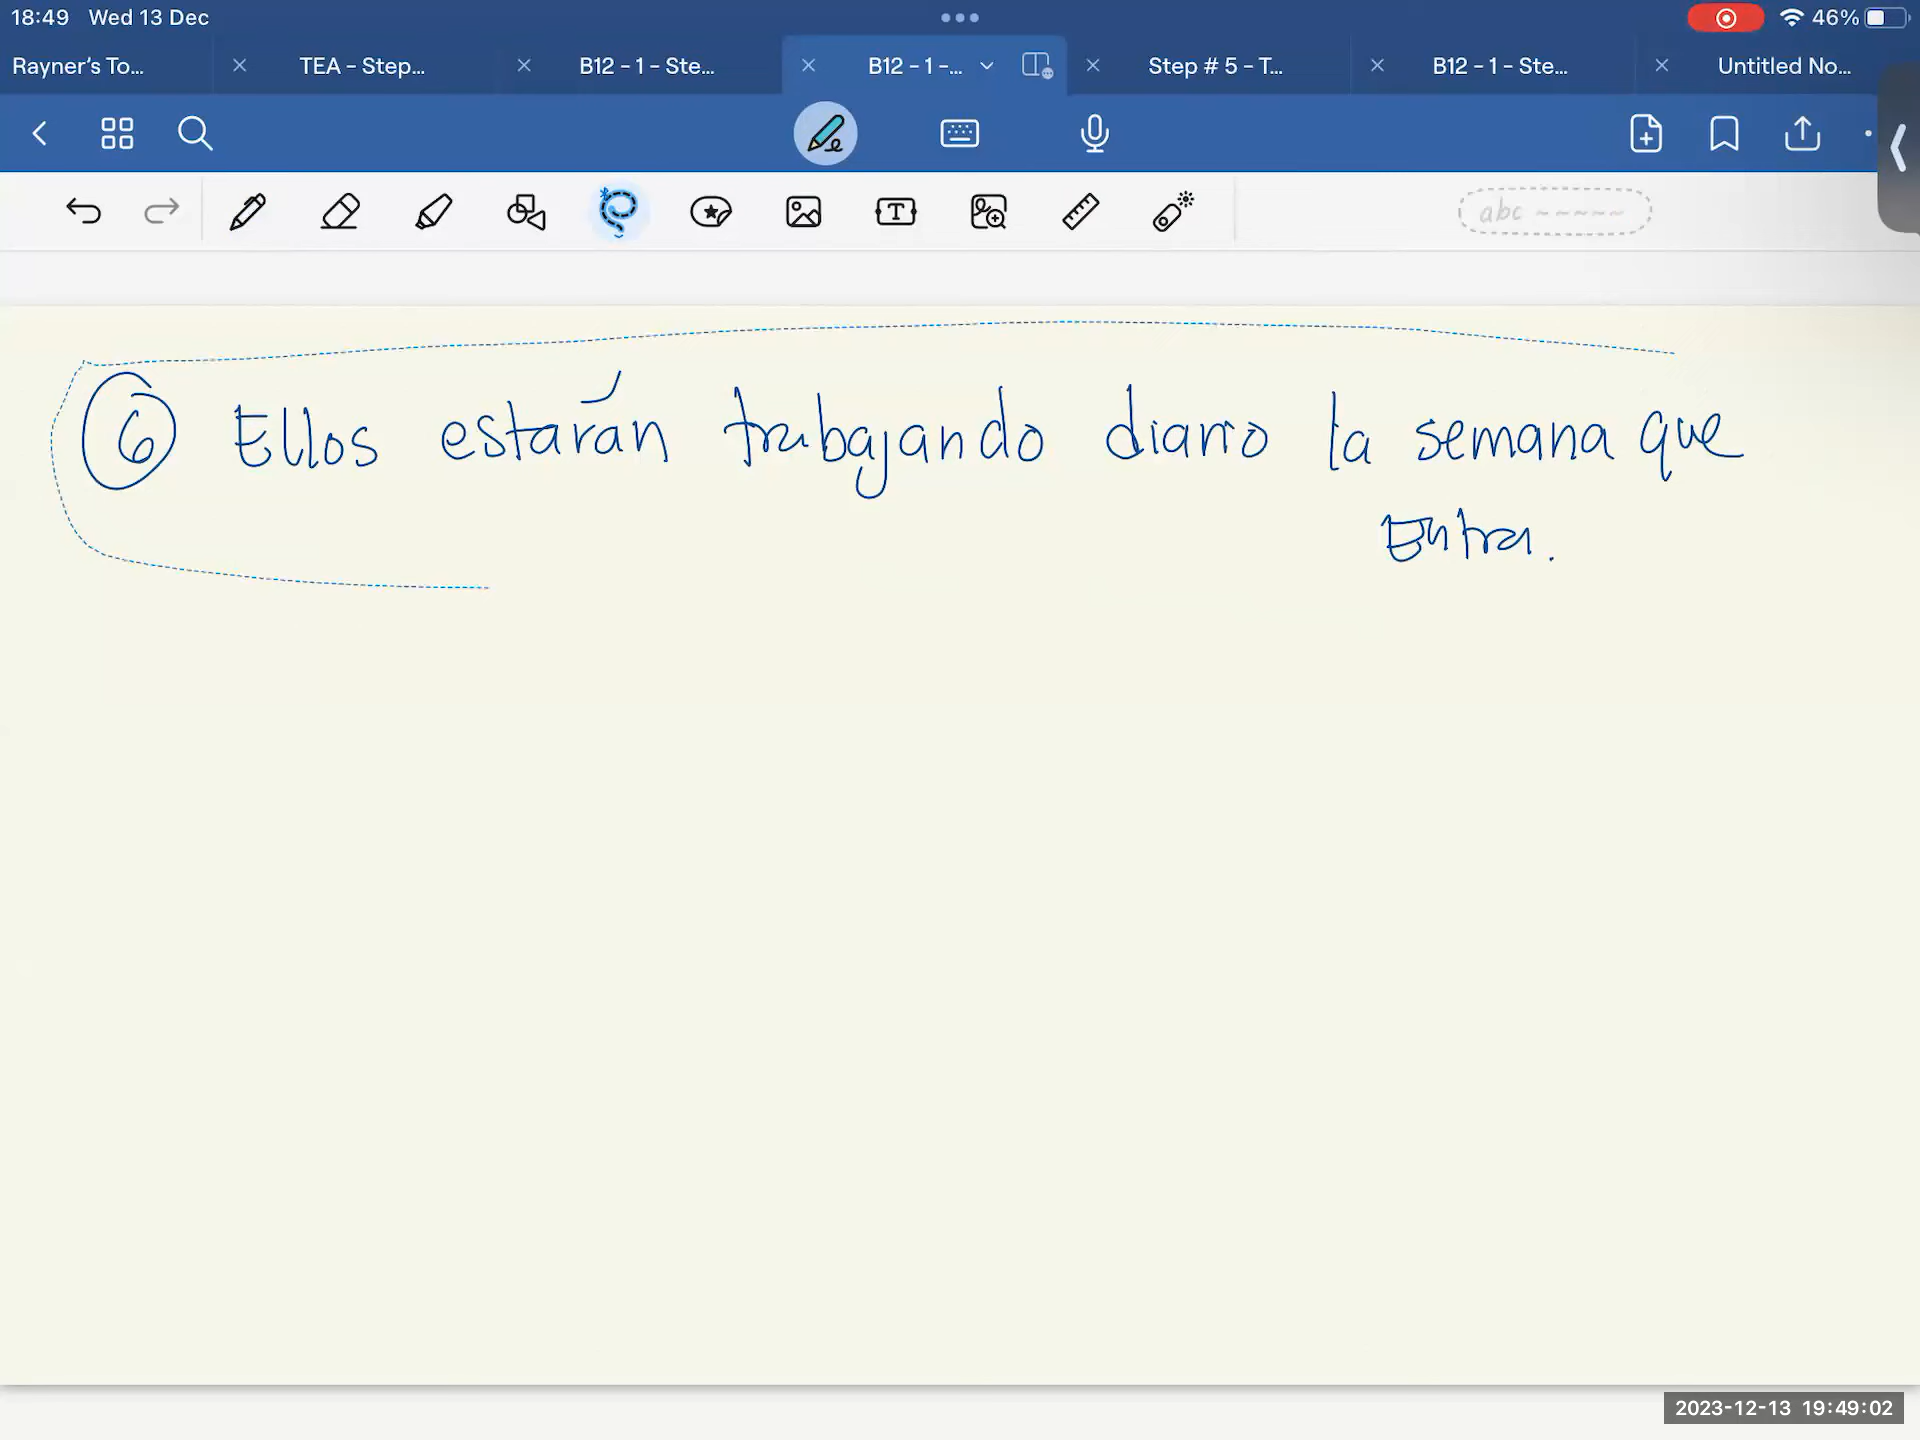 18:49 Wed 13 Dec
46%
Rayner's To... TEA - Step... B12 - 1 - Ste... B12 - 1 -... Step # 5 - T... B12 - 1 - Ste... Untitled No...
abc
6 Ellos estarán trabajando diario la semana que
Entra.
2023-12-13 19:49:02